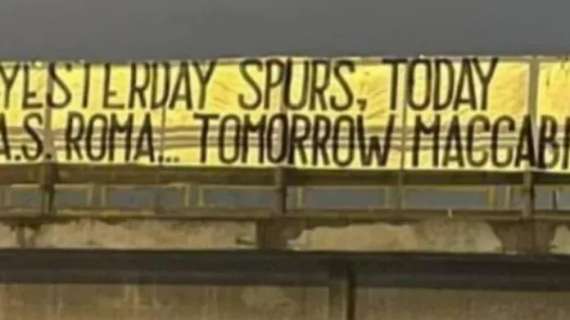 YESTERDAY SPURS, TODAY
A.S. ROMA... TOMORROW MACCABI